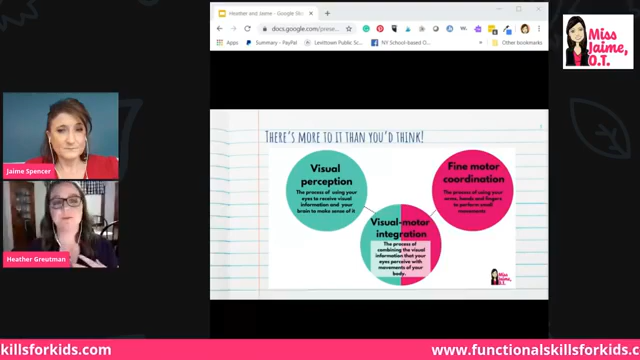 Heather and Jaime - Google Sli
docs.google.com/prese
Apps
Summary - PayPal
Levittown Public Sc
NY School-based O
Other bookmarks
Miss
Jaime,
O.T.
Jaime Spencer
Heather Greutman
THERE'S MORE TO IT THAN YOU'D THINK!
Visual
perception
The process of using your
eyes to receive visual
information and your
brain to make sense of it
Fine motor
coordination
The process of using your
arms, hands and fingers
to perform small
movements
Visual-motor
integration
The process of
combining the visual
information that your
eyes perceive with
movements of your
body.
Miss
Jaime,
O.T.
killsforkids.com
www.functionalskillsforkids.c